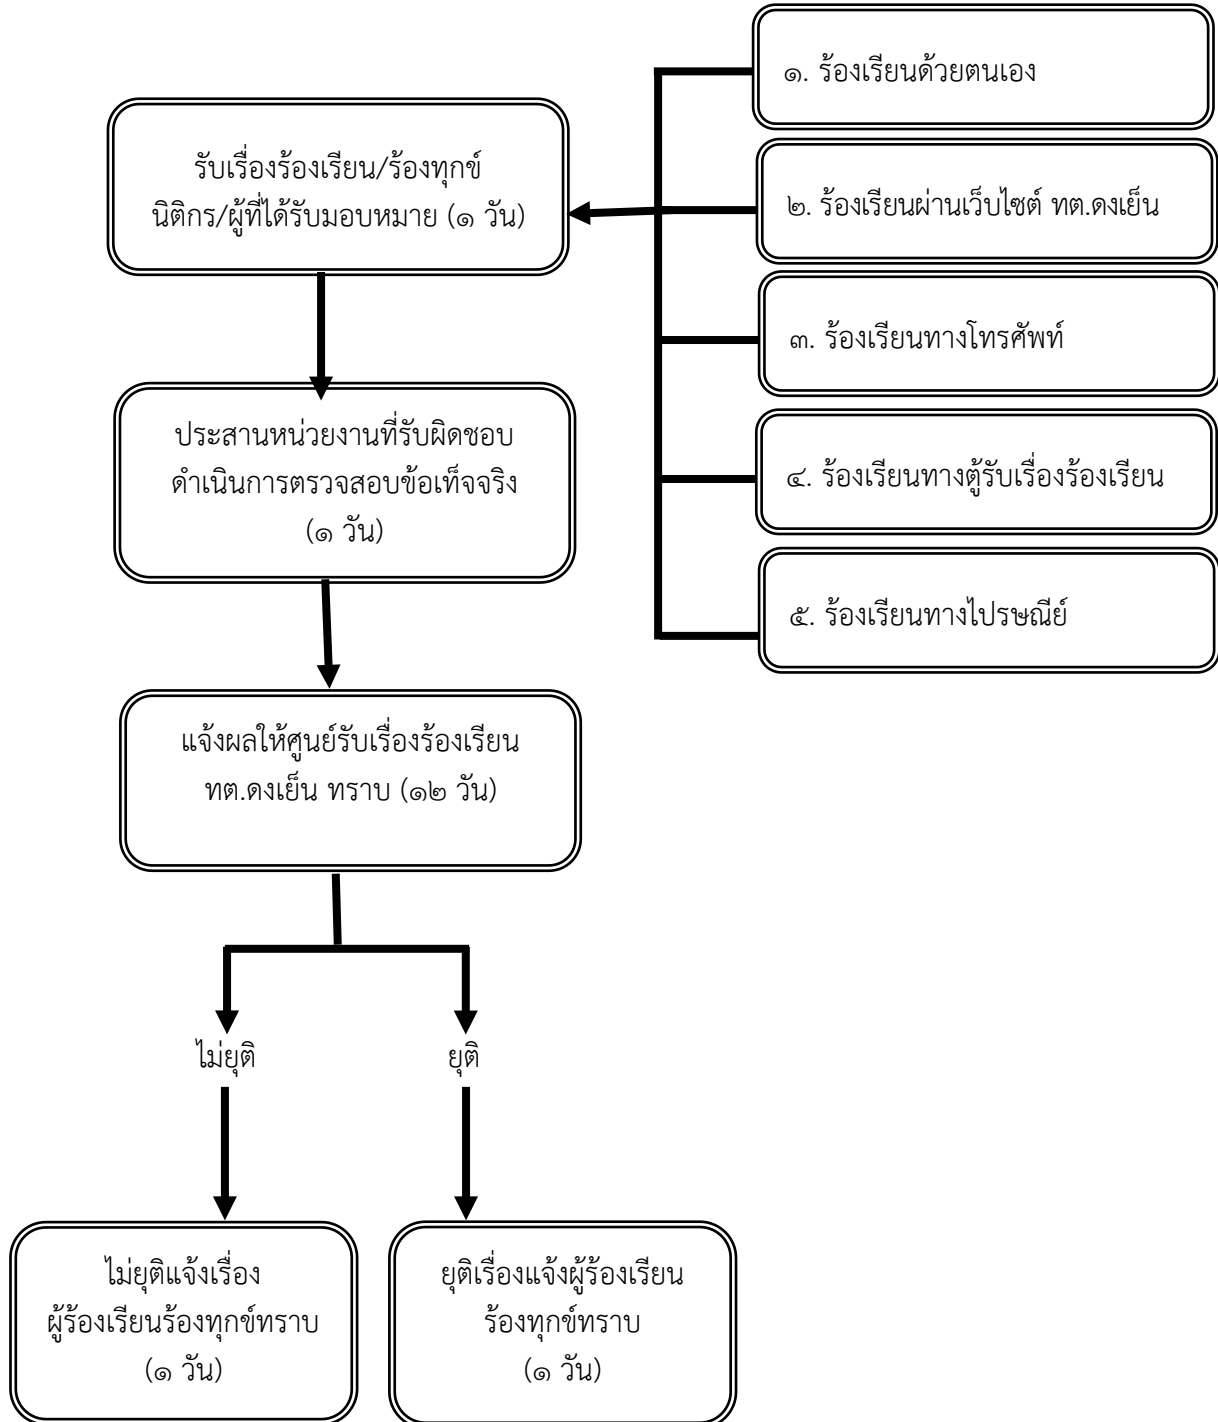 ๑. ร้องเรียนด้วยตนเอง
๒. ร้องเรียนผ่านเว็บไซต์ ทต.ดงเย็น
๓. ร้องเรียนทางโทรศัพท์
๔. ร้องเรียนทางตู้รับเรื่องร้องเรียน
๕. ร้องเรียนทางไปรษณีย์
รับเรื่องร้องเรียน/ร้องทุกข์
นิติกร/ผู้ที่ได้รับมอบหมาย (๑ วัน)
ประสานหน่วยงานที่รับผิดชอบ
ดำเนินการตรวจสอบข้อเท็จจริง
(๑ วัน)
แจ้งผลให้ศูนย์รับเรื่องร้องเรียน
ทต.ดงเย็น ทราบ (๑๒ วัน)
ไม่ยุติ
ยุติ
ไม่ยุติแจ้งเรื่อง
ผู้ร้องเรียนร้องทุกข์ทราบ
(๑ วัน)
ยุติเรื่องแจ้งผู้ร้องเรียน
ร้องทุกข์ทราบ
(๑ วัน)